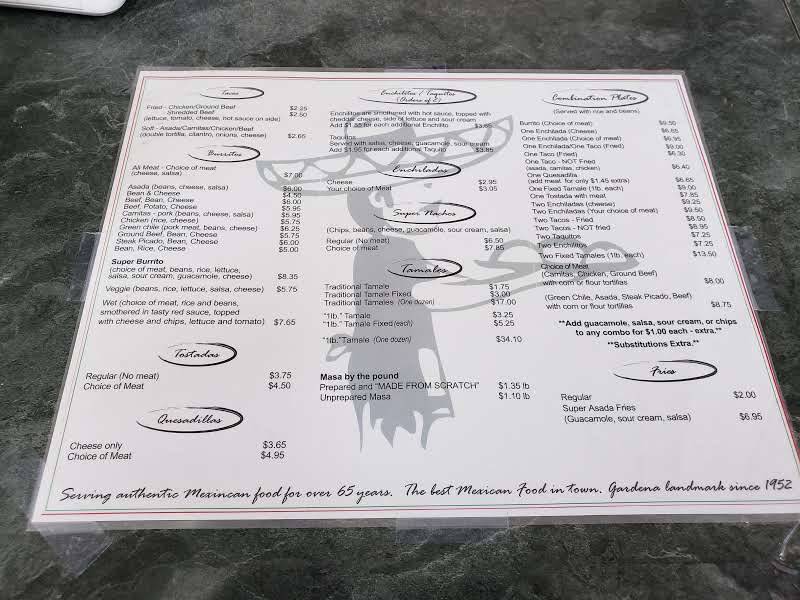 Tacos
Fried - Chicken/Ground Beef $2.25
Shredded Beef $2.50
(lettuce, tomato, cheese, hot sauce on side)
Soft - Asada/Carnitas/Chicken/Beef $2.65
(double tortilla, cilantro, onions, cheese)
Burritos
All Meat - Choice of meat $7.00
(cheese, salsa)
Asada (beans, cheese, salsa) $6.00
Bean & Cheese $4.50
Beef, Bean, Cheese $6.00
Beef, Potato, Cheese $5.95
Carnitas - pork (beans, cheese, salsa) $5.95
Chicken (rice, cheese) $5.75
Green chile (pork meat, beans, cheese) $6.25
Ground Beef, Bean, Cheese $5.75
Steak Picado, Bean, Cheese $6.00
Bean, Rice, Cheese $5.00
Super Burrito
(choice of meat, beans, rice, lettuce,
salsa, sour cream, guacamole, cheese) $8.35
Veggie (beans, rice, lettuce, salsa, cheese) $5.75
Wet (choice of meat, rice and beans,
smothered in tasty red sauce, topped
with cheese and chips, lettuce and tomato) $7.65
Tostadas
Regular (No meat) $3.75
Choice of Meat $4.50
Quesadillas
Cheese only $3.65
Choice of Meat $4.95
Enchilitos / Taquitos
(Orders of 2)
Enchilitos are smothered with hot sauce, topped with
cheddar cheese, side of lettuce and sour cream
Add $1.55 for each additional Enchilito $3.65
Taquitos
Served with salsa, cheese, guacamole, sour cream
Add $1.95 for each additional Taquito $3.85
Enchiladas
Cheese $2.95
Your choice of Meat $3.05
Super Nachos
(Chips, beans, cheese, guacamole, sour cream, salsa)
Regular (No meat) $6.50
Choice of meat $7.85
Tamales
Traditional Tamale $1.75
Traditional Tamale Fixed $3.00
Traditional Tamales (One dozen) $17.00
"1lb." Tamale $3.25
"1lb." Tamale Fixed (each) $5.25
"1lb." Tamale (One dozen) $34.10
Masa by the pound
Prepared and "MADE FROM SCRATCH" $1.35 lb
Unprepared Masa $1.10 lb
Combination Plates
(Served with rice and beans)
Burrito (Choice of meat) $9.50
One Enchilada (Cheese) $6.65
One Enchilada (Choice of meat) $6.95
One Enchilada/One Taco (Fried) $9.00
One Taco (Fried) $6.30
One Taco - NOT Fried
(asada, carnitas, chicken) $6.40
One Quesadilla
(add meat, for only $1.45 extra) $6.65
One Fixed Tamale (1lb. each) $9.00
One Tostada with meat $7.85
Two Enchiladas (cheese) $9.25
Two Enchiladas (Your choice of meat) $9.50
Two Tacos - Fried $8.50
Two Tacos - NOT fried $8.95
Two Taquitos $7.25
Two Enchilitos $7.25
Two Fixed Tamales (1lb. each) $13.50
Choice of Meat
(Carnitas, Chicken, Ground Beef)
with corn or flour tortillas $8.00
(Green Chile, Asada, Steak Picado, Beef)
with corn or flour tortillas $8.75
**Add guacamole, salsa, sour cream, or chips
to any combo for $1.00 each - extra.**
**Substitutions Extra.**
Fries
Regular $2.00
Super Asada Fries
(Guacamole, sour cream, salsa) $6.95
Serving authentic Mexincan food for over 65 years. The best Mexican Food in town. Gardena landmark since 1952